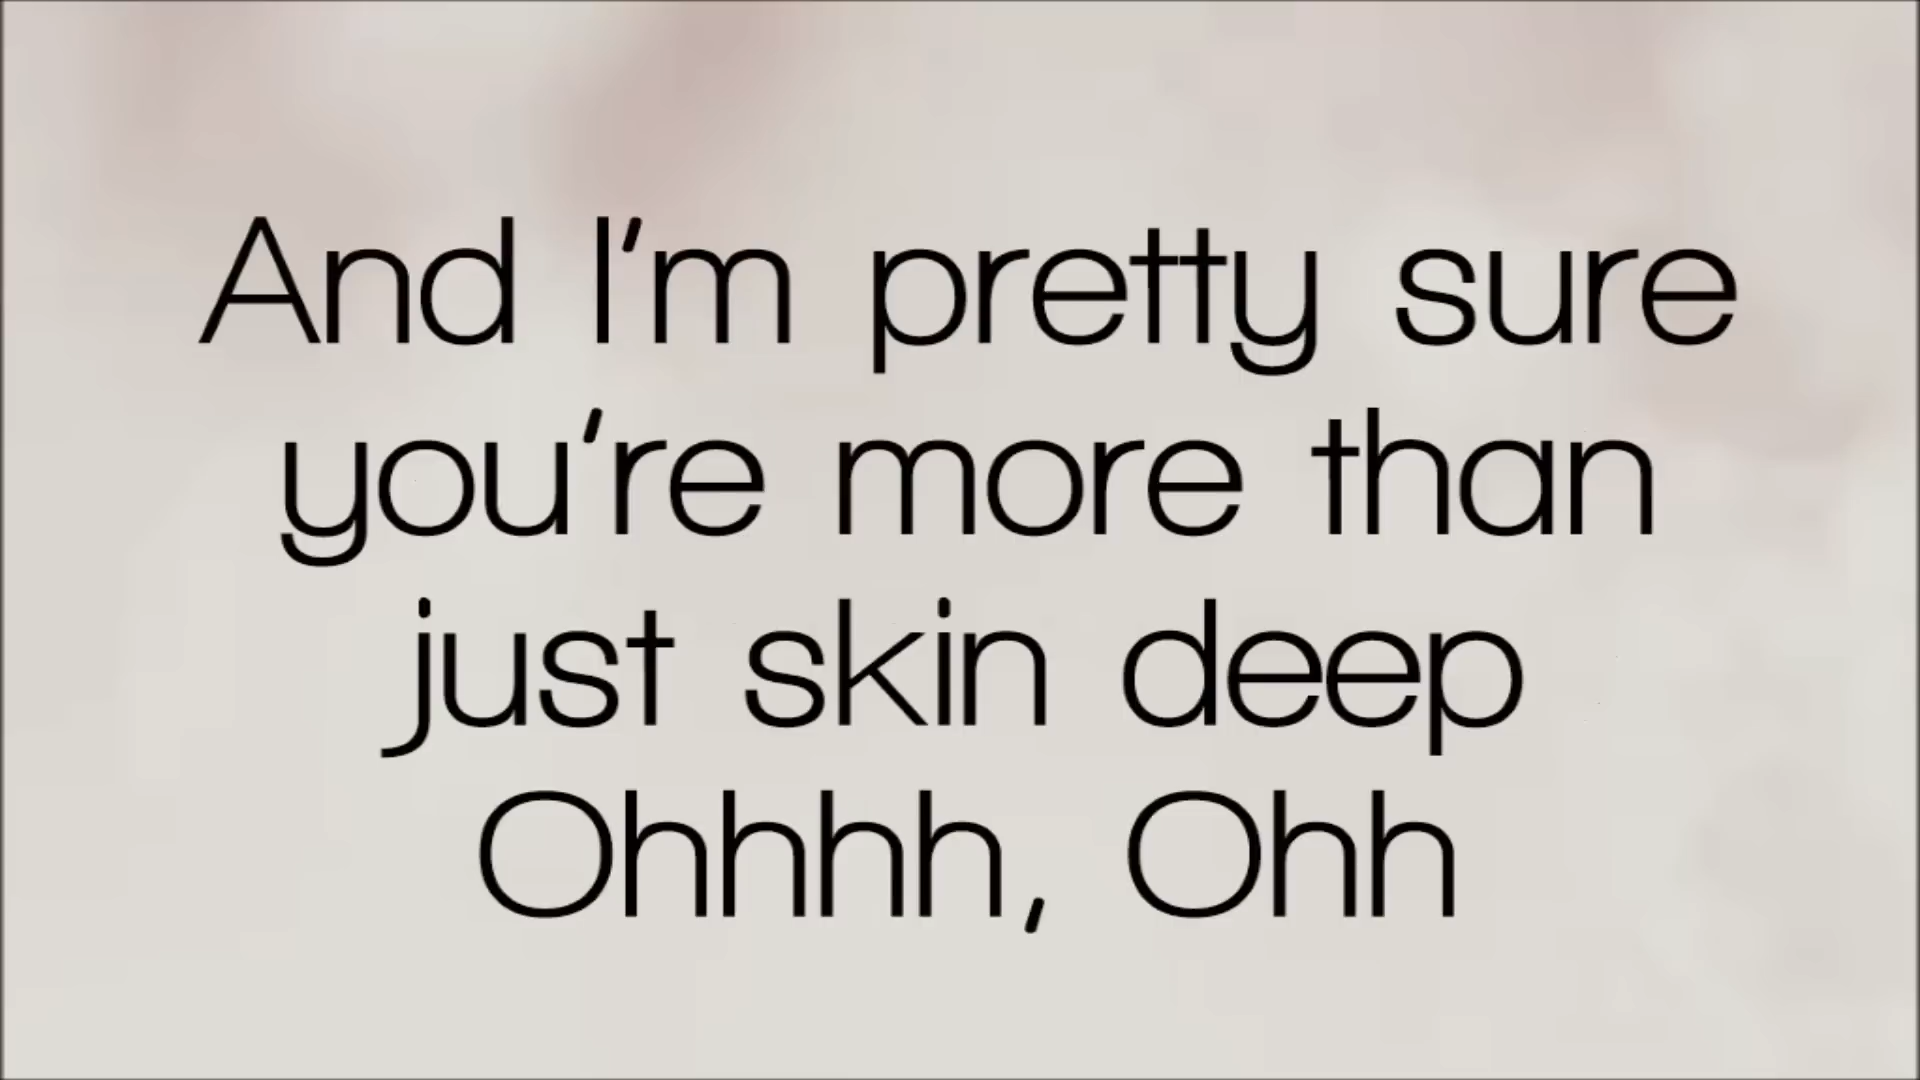 And I'm pretty sure
you're more than
just skin deep
Ohhhh, Ohh